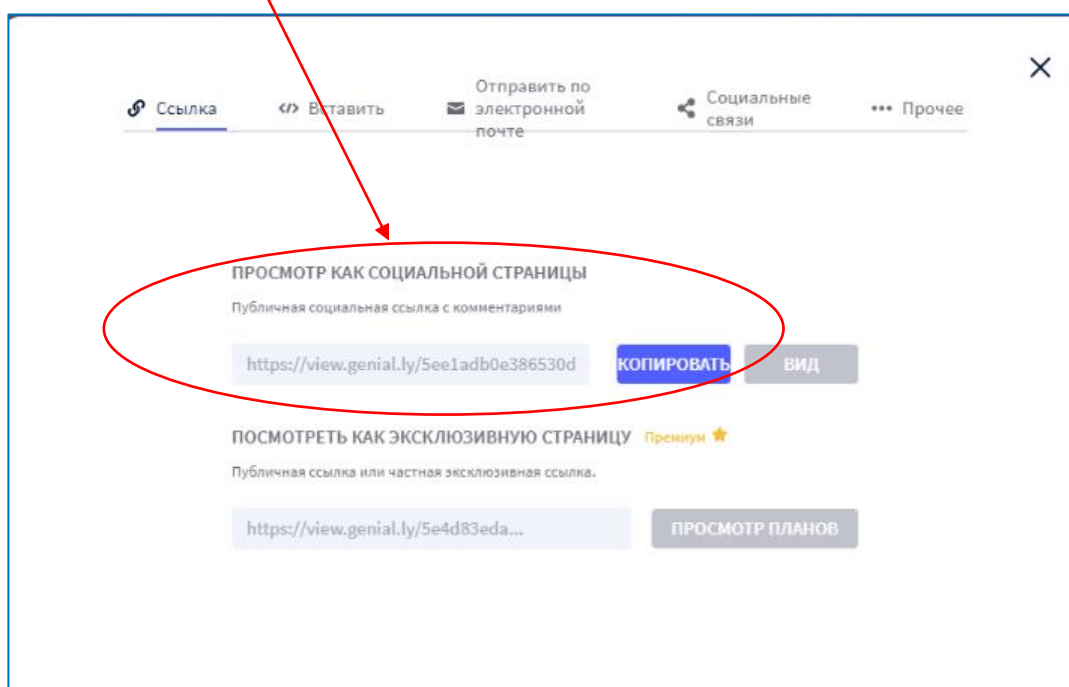 Ссылка
Вставить
Отправить по
электронной
почте
Социальные
связи
Прочее
ПРОСМОТР КАК СОЦИАЛЬНОЙ СТРАНИЦЫ
Публичная социальная ссылка с комментариями
https://view.genial.ly/5ee1adb0e386530d КОПИРОВАТЬ ВИД
ПОСМОТРЕТЬ КАК ЭКСКЛЮЗИВНУЮ СТРАНИЦУ Премиум
Публичная ссылка или частная эксклюзивная ссылка.
https://view.genial.ly/5e4d83eda... ПРОСМОТР ПЛАНОВ